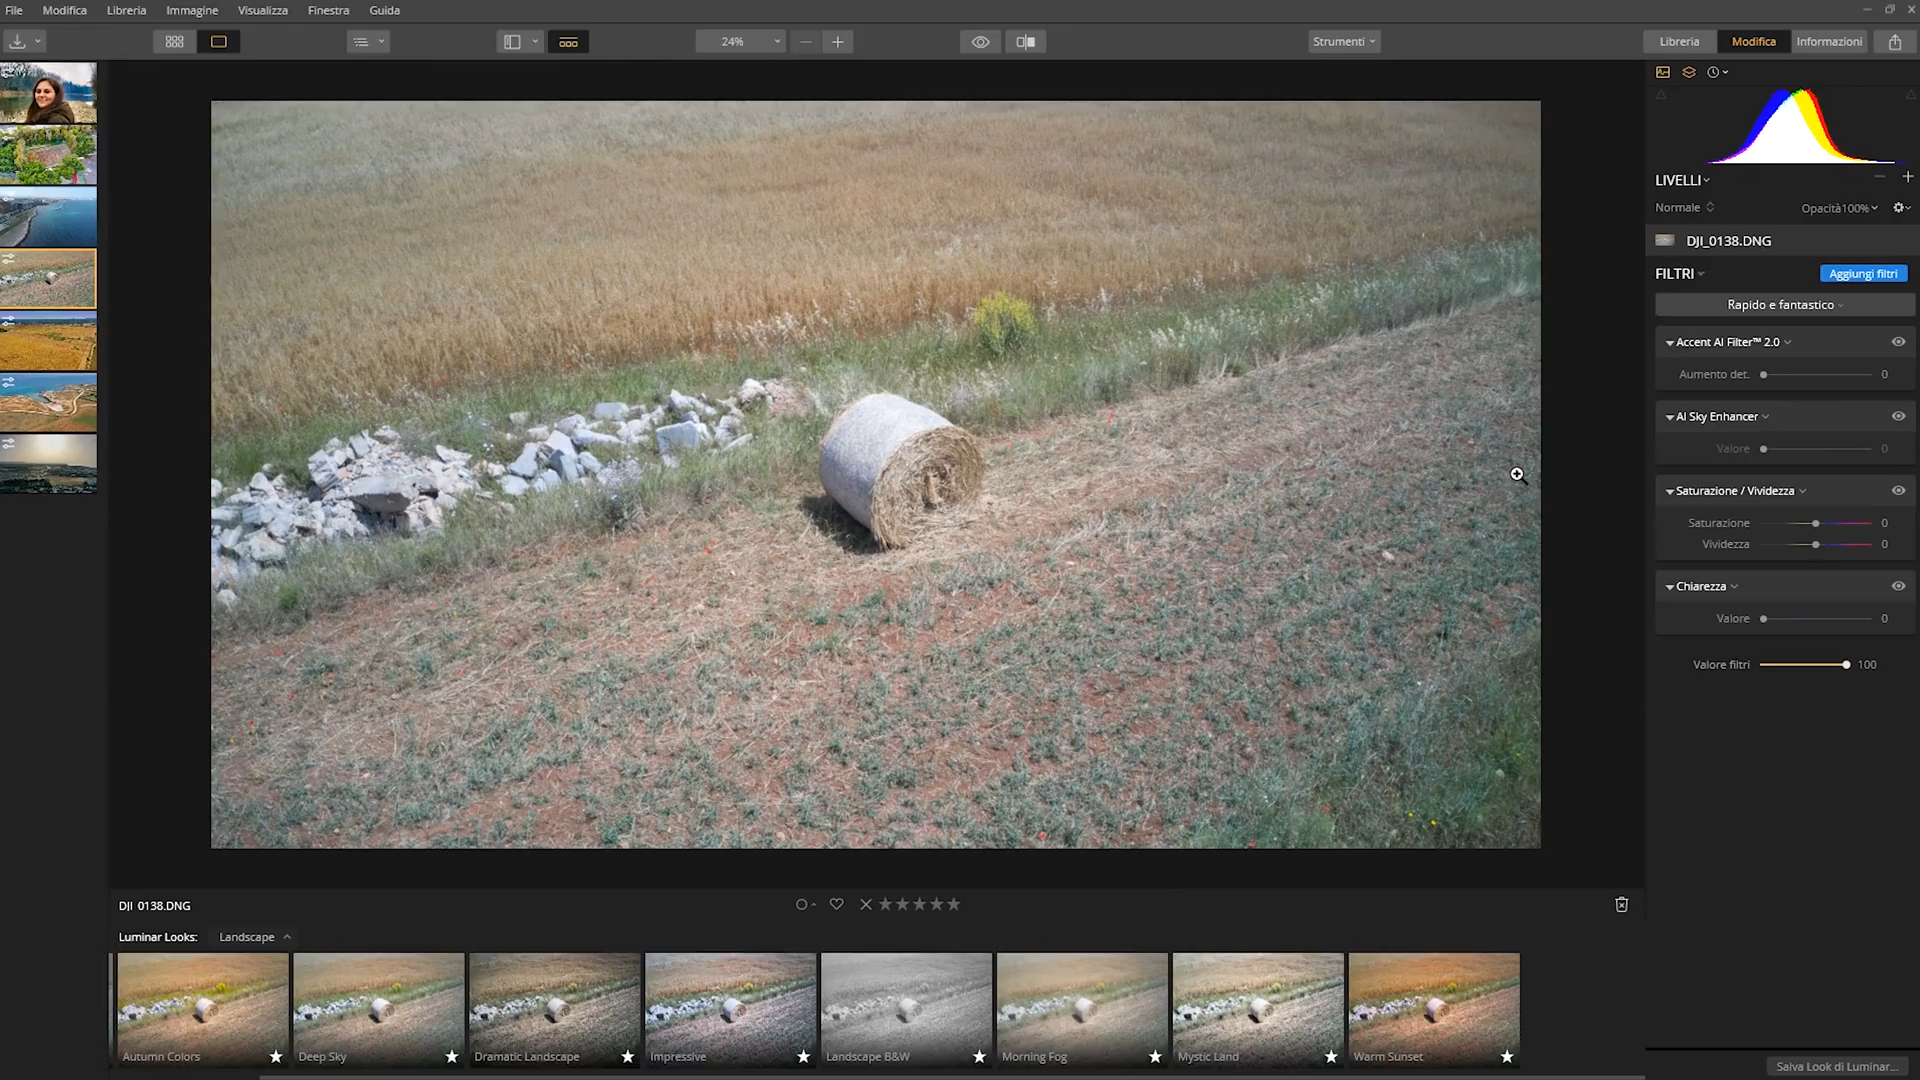 File Modifica Libreria Immagine Visualizza Finestra Guida
24% Strumenti Libreria Modifica Informazioni
LIVELLI
Normale Opacità100%
DJI_0138.DNG
FILTRI Aggiungi filtri
Rapido e fantastico
Accent AI Filter™ 2.0
Aumento det. 0
AI Sky Enhancer
Valore 0
Saturazione / Vividezza
Saturazione 0
Vividezza 0
Chiarezza
Valore 0
Valore filtri 100
DJI_0138.DNG
Luminar Looks: Landscape
Autumn Colors Deep Sky Dramatic Landscape Impressive Landscape B&W Morning Fog Mystic Land Warm Sunset
Salva Look di Luminar...